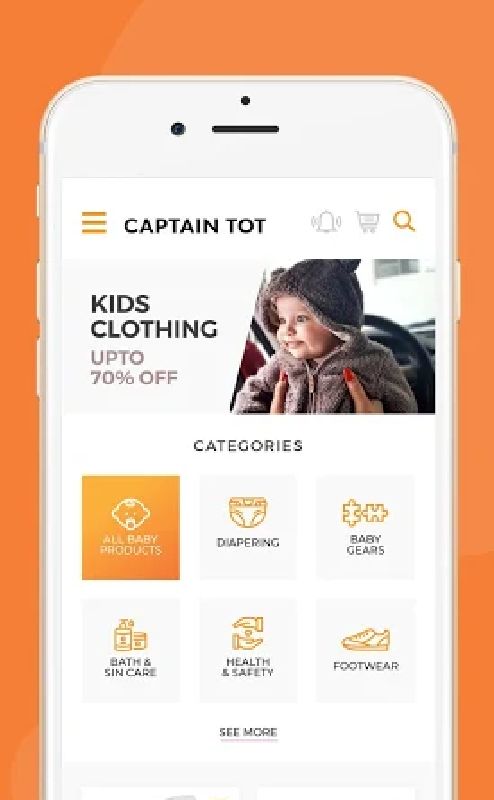 CAPTAIN TOT
KIDS
CLOTHING
UPTO
70% OFF
CATEGORIES
ALL BABY
PRODUCTS
DIAPERING
BABY
GEARS
BATH &
SIN CARE
HEALTH
& SAFETY
FOOTWEAR
SEE MORE